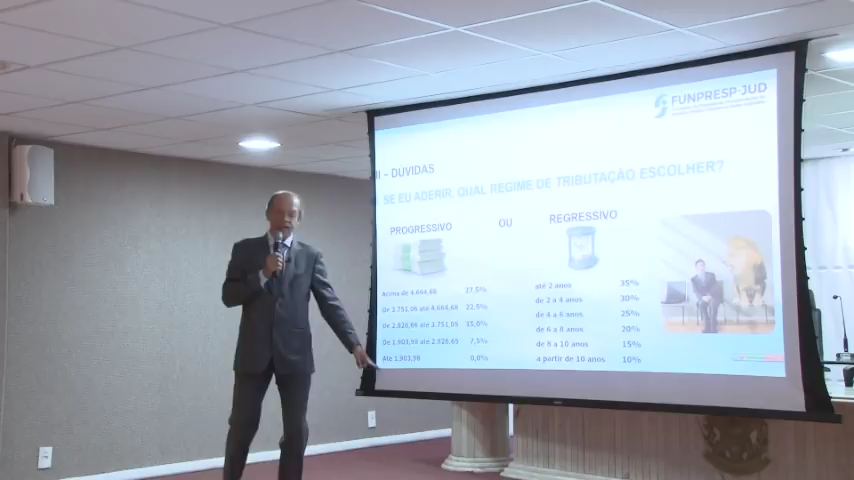 FUNPRESP-JUD
II - DUVIDAS
SE EU ADERIR, QUAL REGIME DE TRIBUTAÇÃO ESCOLHER?
PROGRESSIVO OU REGRESSIVO
Acima de 4.664,68 27,5%
De 3.751,06 até 4.664,68 22,5%
De 2.826,66 até 3.751,05 15,0%
De 1.903,99 até 2.826,65 7,5%
Até 1.903,98 0,0%
até 2 anos 35%
de 2 a 4 anos 30%
de 4 a 6 anos 25%
de 6 a 8 anos 20%
de 8 a 10 anos 15%
a partir de 10 anos 10%